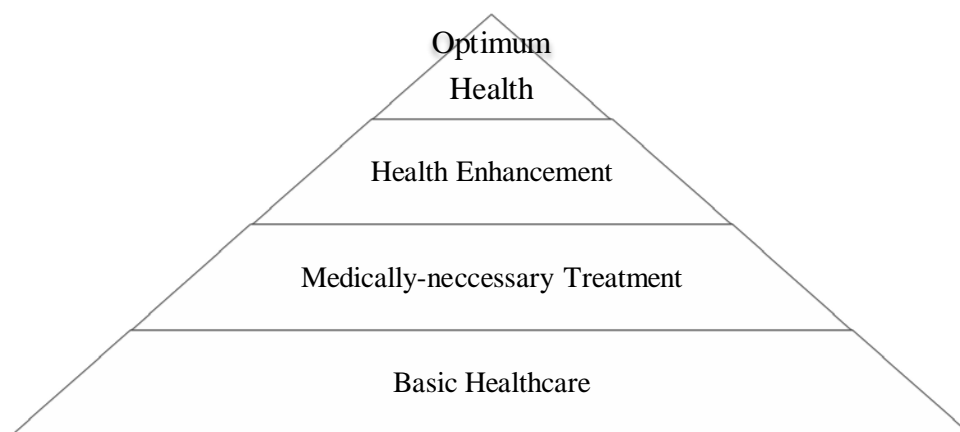 Optimum
Health
Health Enhancement
Medically-neccessary Treatment
Basic Healthcare